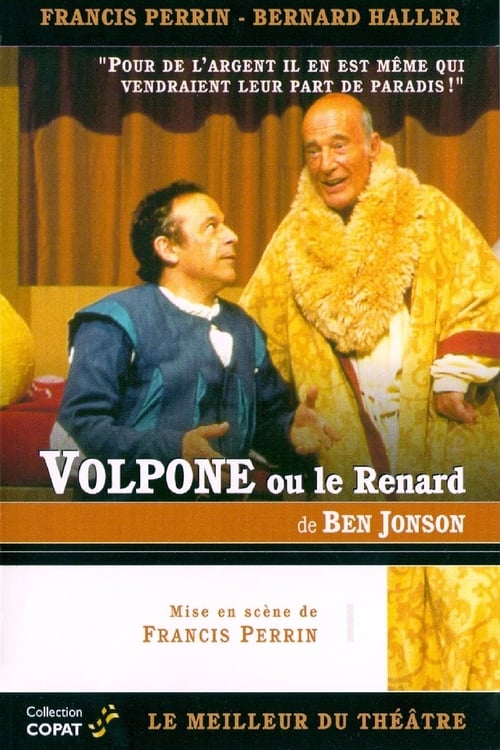 FRANCIS PERRIN - BERNARD HALLER
"POUR DE L'ARGENT IL EN EST MÊME QUI
VENDRAIENT LEUR PART DE PARADIS !"
VOLPONE ou le Renard
de BEN JONSON
Mise en scène de
FRANCIS PERRIN
Collection
COPAT
LE MEILLEUR DU THÉÂTRE